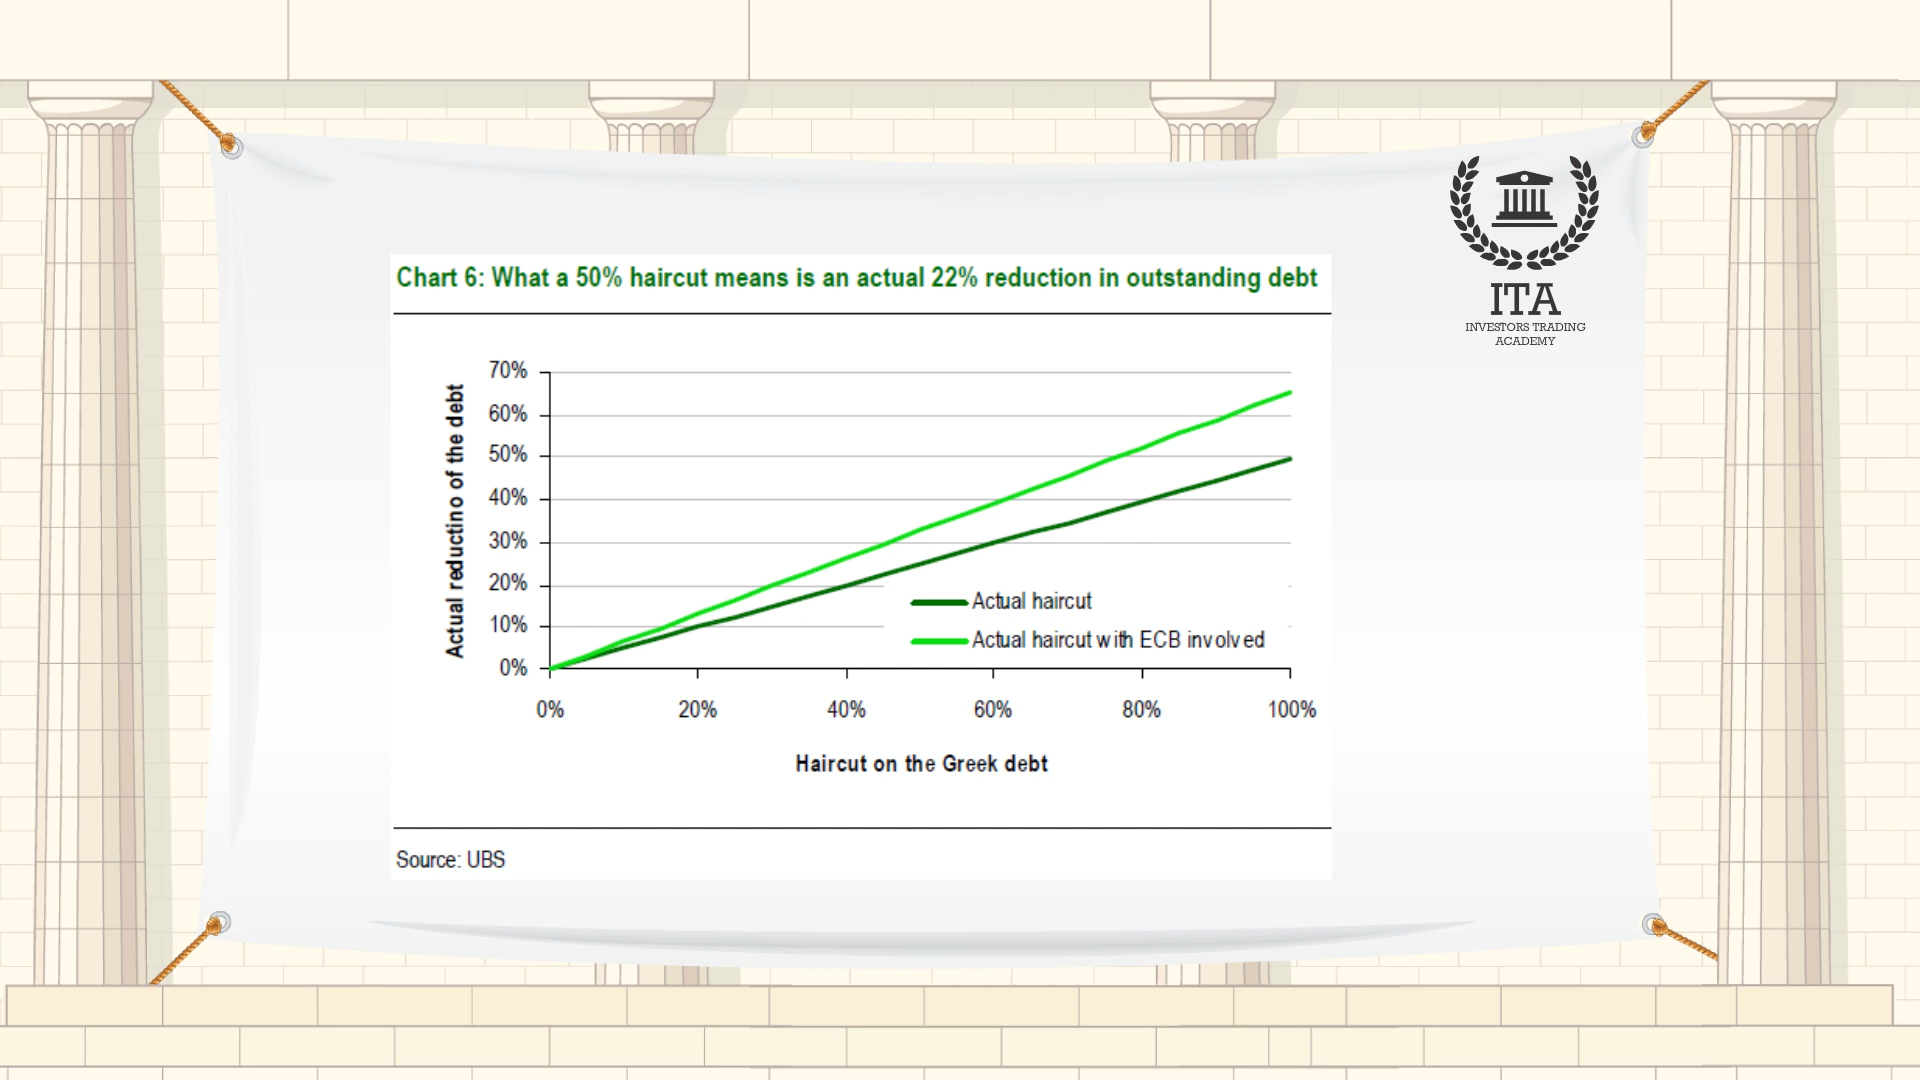 ITA
INVESTORS TRADING
ACADEMY
Chart 6: What a 50% haircut means is an actual 22% reduction in outstanding debt
Actual reductino of the debt
70%
60%
50%
40%
30%
20%
10%
0%
Actual haircut
Actual haircut with ECB involved
0% 20% 40% 60% 80% 100%
Haircut on the Greek debt
Source: UBS